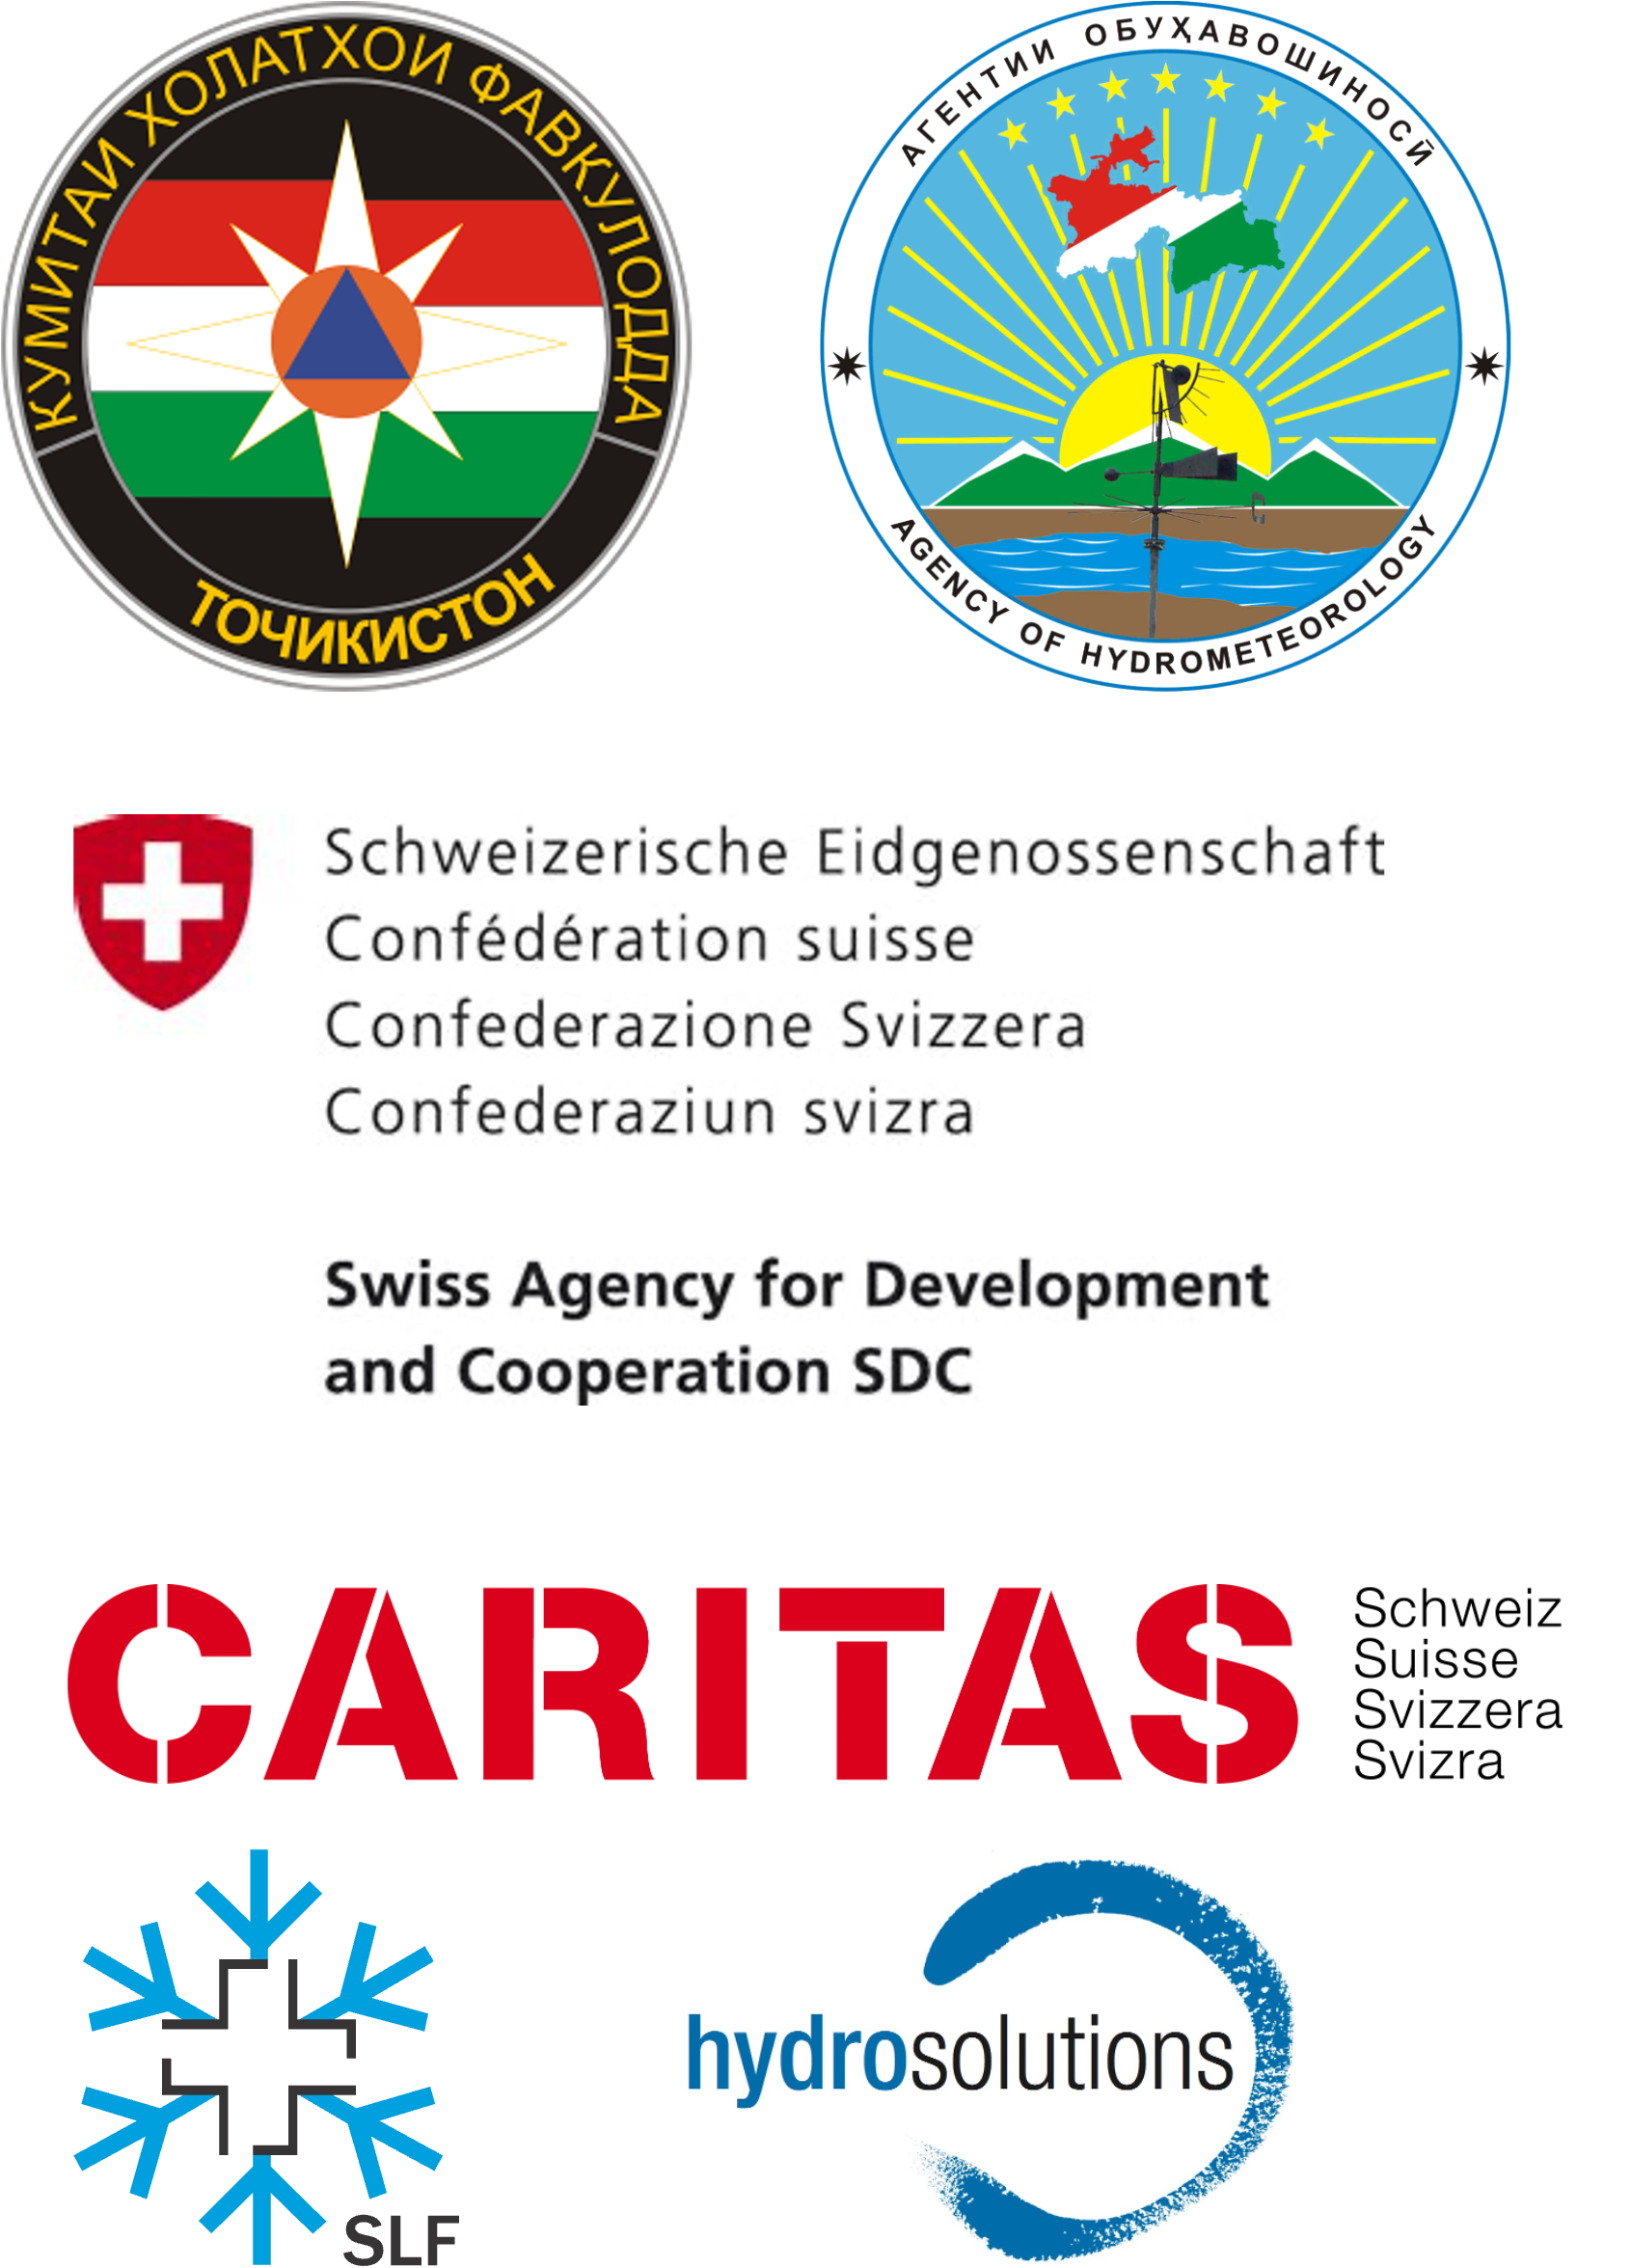 КУМИТАИ ХОЛАТХОИ ФАВКУЛОДДА
ТОЧИКИСТОН
АГЕНТИИ ОБУҲАВОШИНОСӢ
AGENCY OF HYDROMETEOROLOGY
Schweizerische Eidgenossenschaft
Confédération suisse
Confederazione Svizzera
Confederaziun svizra
Swiss Agency for Development
and Cooperation SDC
CARITAS
Schweiz
Suisse
Svizzera
Svizra
SLF
hydrosolutions